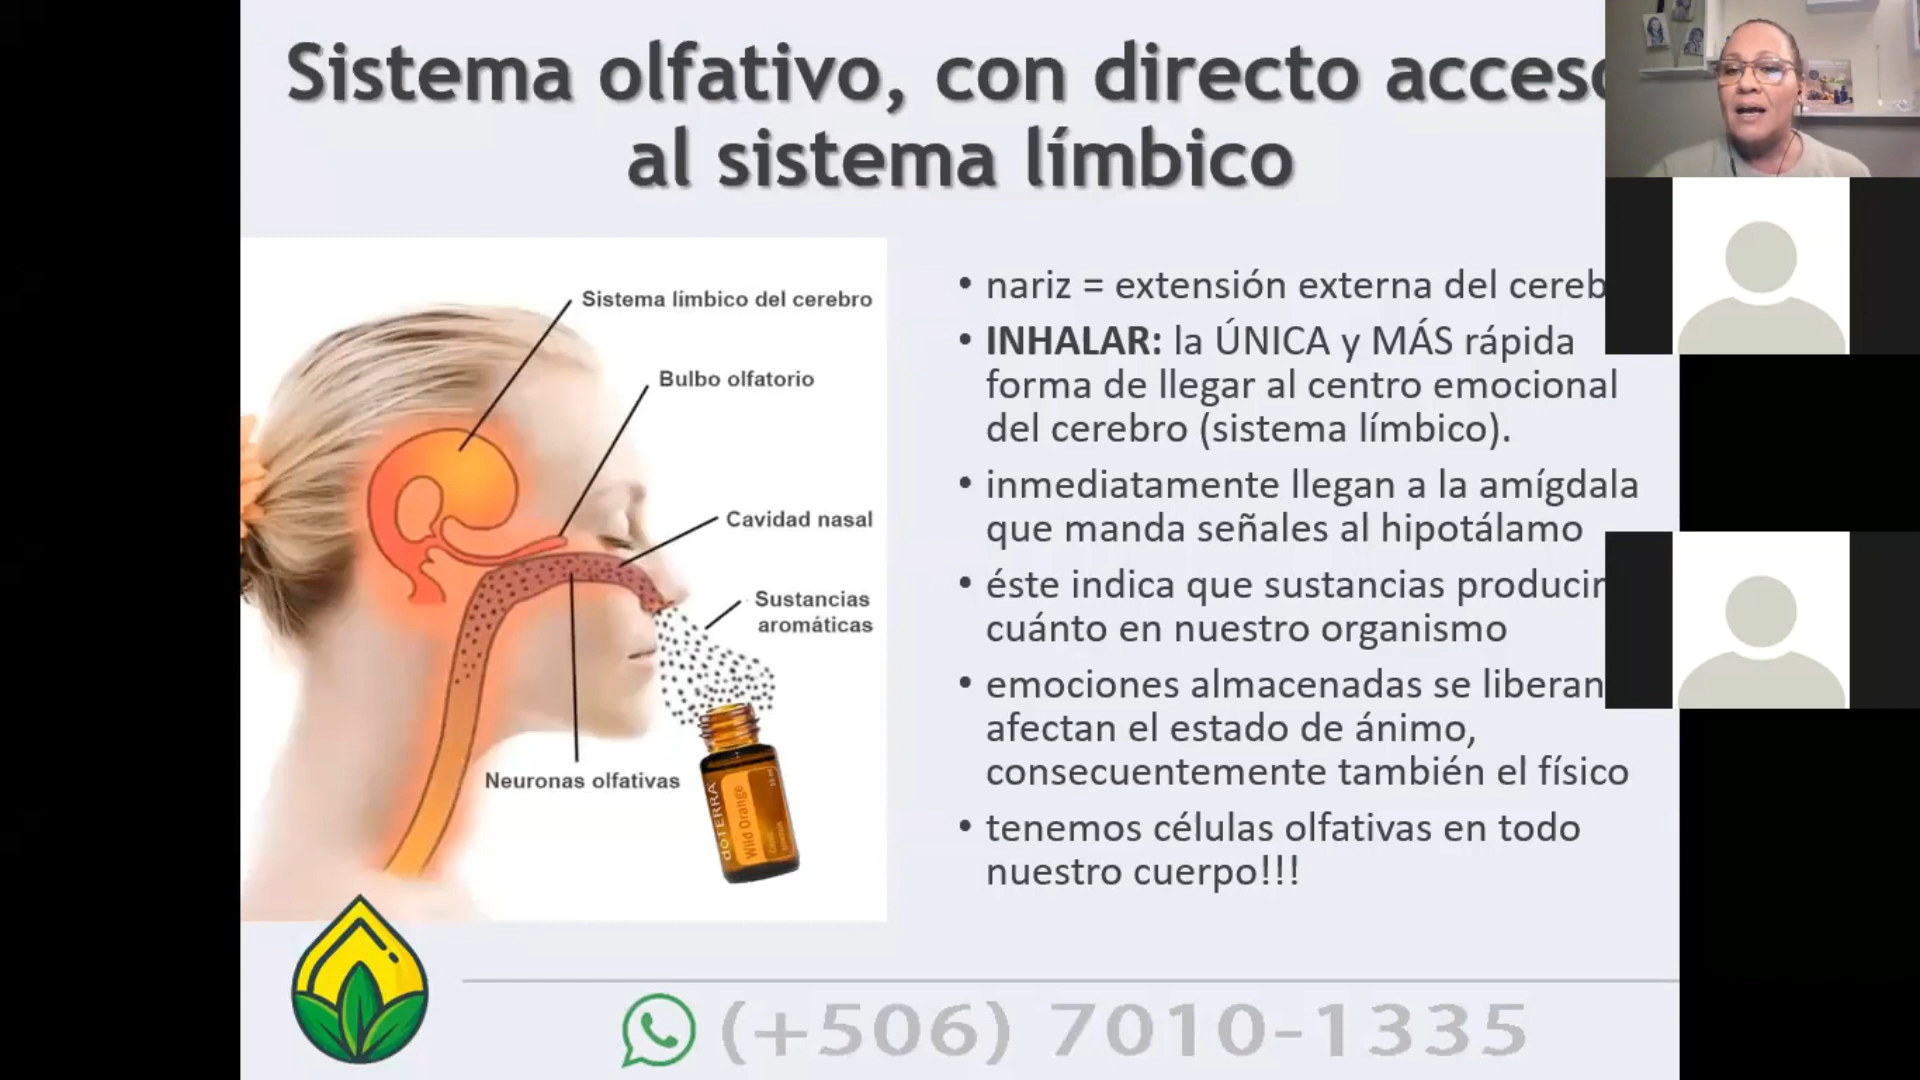 Sistema olfativo, con directo acceso
al sistema límbico
Sistema límbico del cerebro
Bulbo olfatorio
Cavidad nasal
Sustancias
aromáticas
Neuronas olfativas
doTERRA
Wild Orange
• nariz = extensión externa del cereb
• INHALAR: la ÚNICA y MÁS rápida
forma de llegar al centro emocional
del cerebro (sistema límbico).
• inmediatamente llegan a la amígdala
que manda señales al hipotálamo
• éste indica que sustancias producir
cuánto en nuestro organismo
• emociones almacenadas se liberan
afectan el estado de ánimo,
consecuentemente también el físico
• tenemos células olfativas en todo
nuestro cuerpo!!!
(+506) 7010-1335